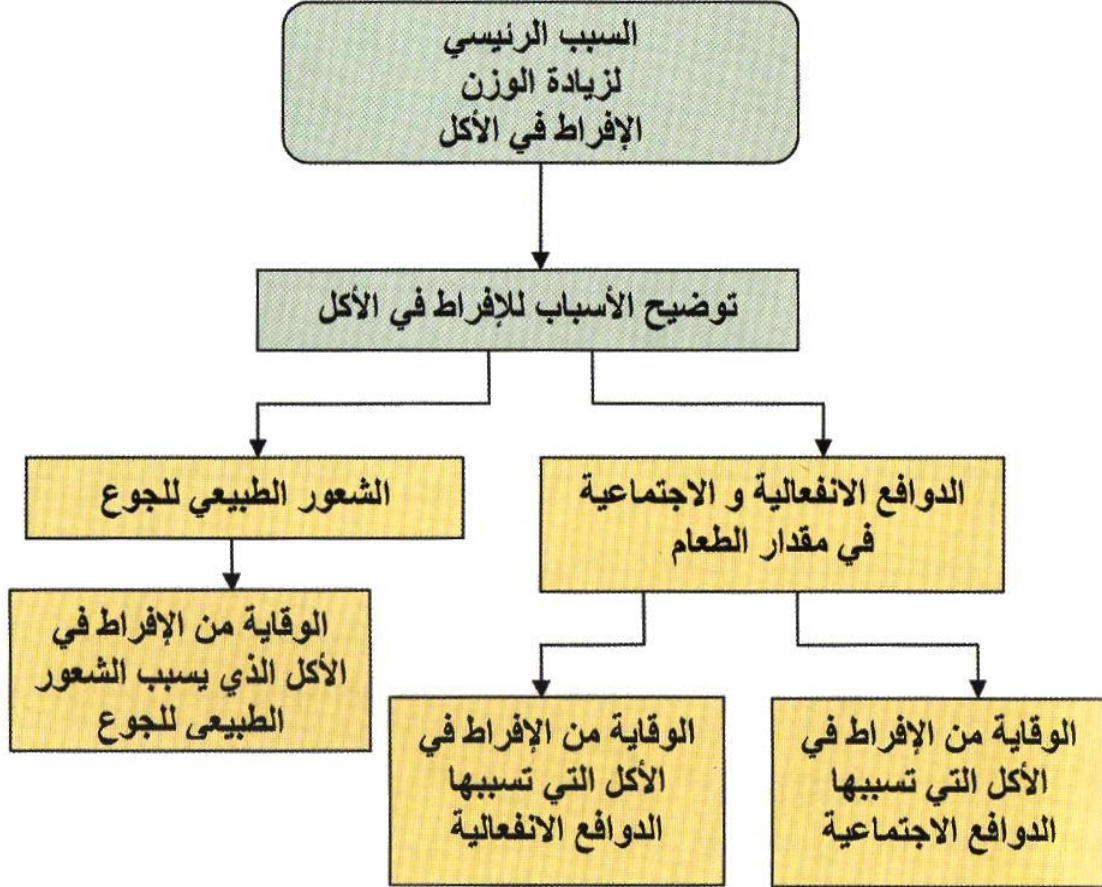 السبب الرئيسي
لزيادة الوزن
الإفراط في الأكل
توضيح الأسباب للإفراط في الأكل
الدوافع الانفعالية و الاجتماعية
في مقدار الطعام
الشعور الطبيعي للجوع
الوقاية من الإفراط في
الأكل التي تسببها
الدوافع الاجتماعية
الوقاية من الإفراط في
الأكل التي تسببها
الدوافع الانفعالية
الوقاية من الإفراط في
الأكل الذي يسبب الشعور
الطبيعى للجوع